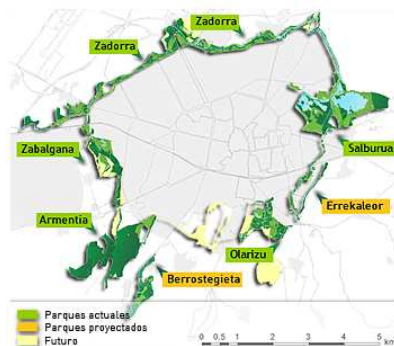 Zadorra
Zadorra
Zabalgana
Salburua
Errekaleor
Armentia
Olarizu
Berrostegieta
Parques actuales
Parques proyectados
Futuro
0 0,5 1 2 3 4 5
km